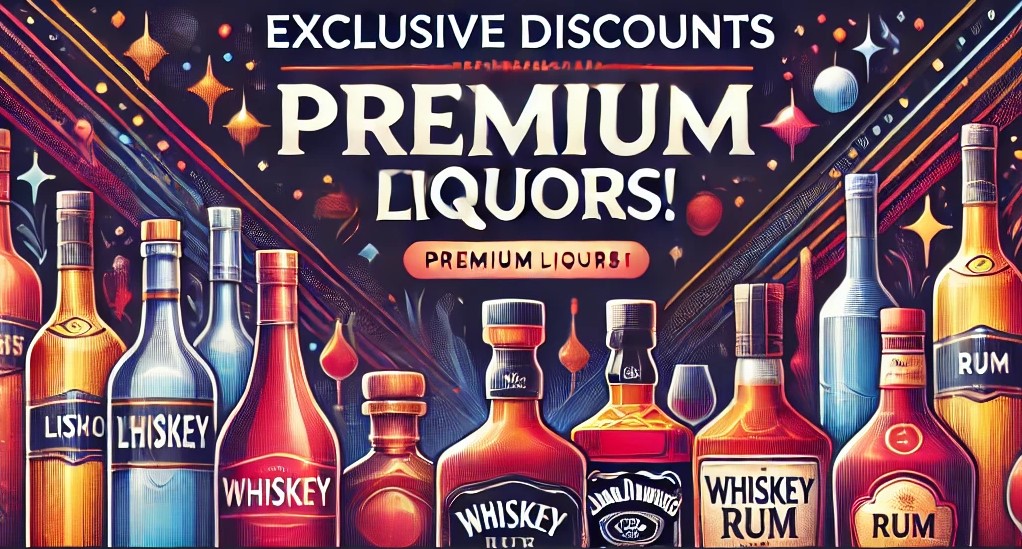 EXCLUSIVE DISCOUNTS
PREMIUM
LIQUORS!
PREMIUM LIQURS!
LISHO
LHISKEY
WHISKEY
WHISKEY
WHISKEY
RUM
RUM
RUM